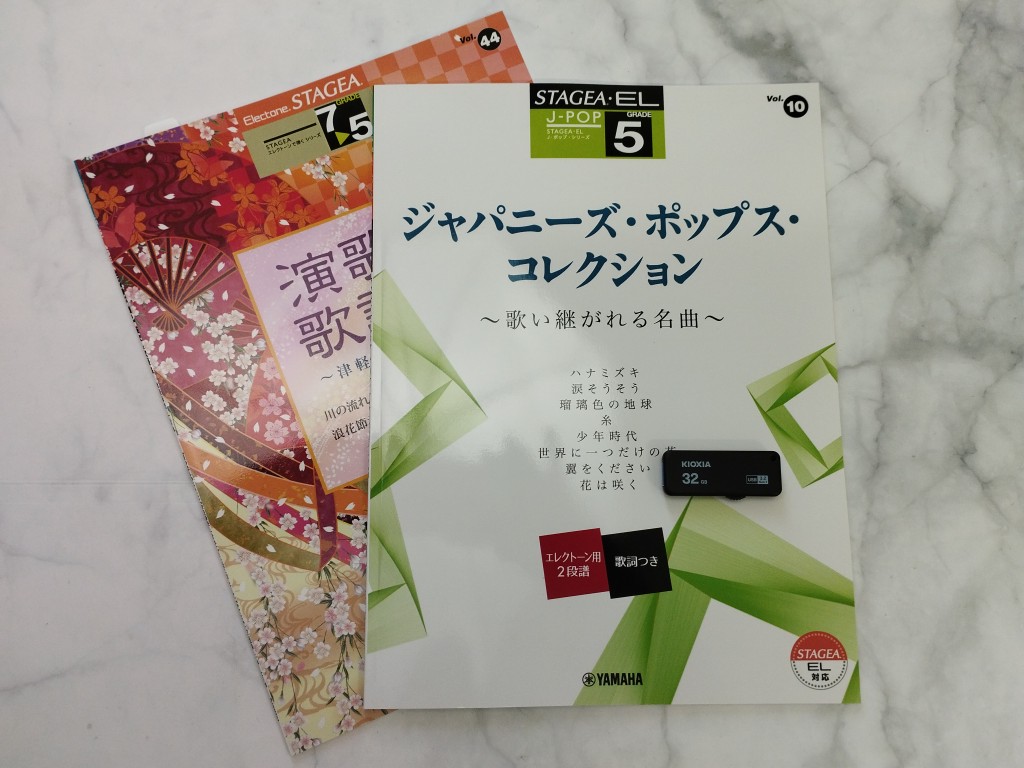 Vol. 44
Electone. STAGEA.
GRADE
7▶5
STAGEA
エレクトーンで弾く シリーズ
演歌
歌
〜津軽
川の流れ
浪花節
STAGEA・EL
J-POP
STAGEA・EL
J-ポップ・シリーズ
GRADE
5
Vol. 10
ジャパニーズ・ポップス・
コレクション
〜歌い継がれる名曲〜
ハナミズキ
涙そうそう
瑠璃色の地球
糸
少年時代
世界に一つだけの
翼をください
花は咲く
KIOXIA
32 GB
エレクトーン用
2段譜
歌詞つき
YAMAHA
STAGEA
EL
対応